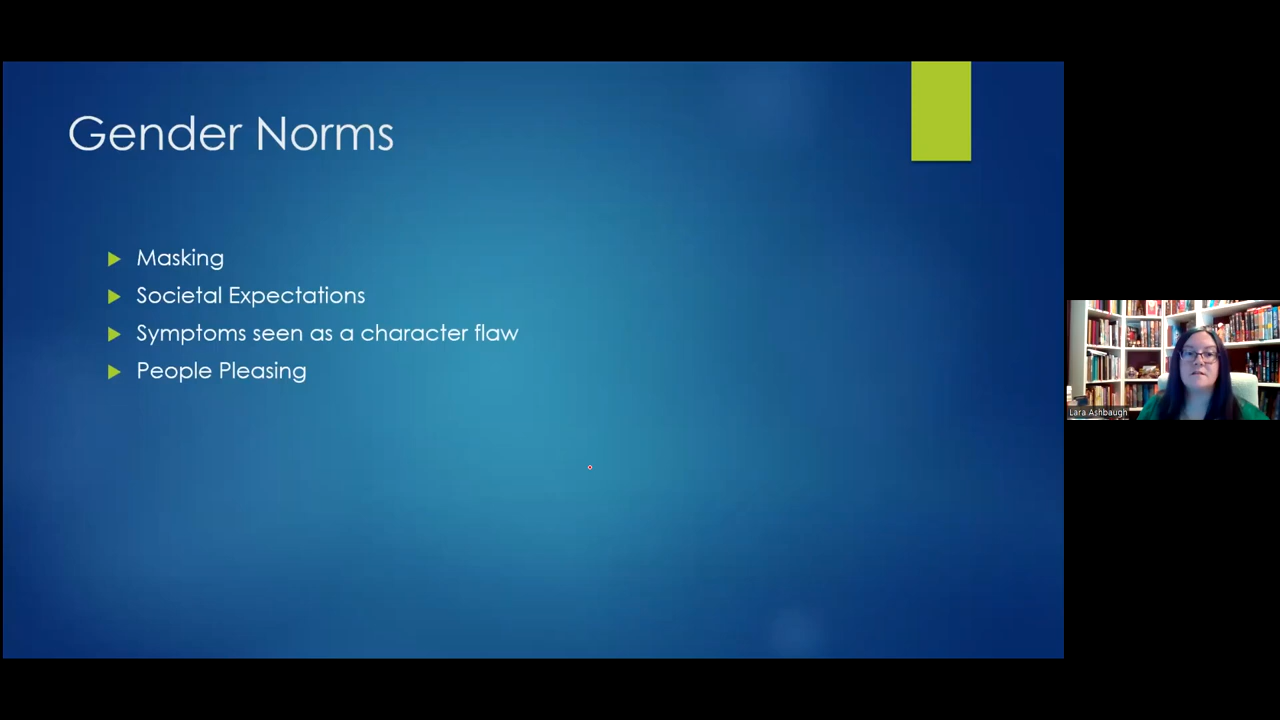 Gender Norms
Masking
Societal Expectations
Symptoms seen as a character flaw
People Pleasing
Lara Ashbaugh